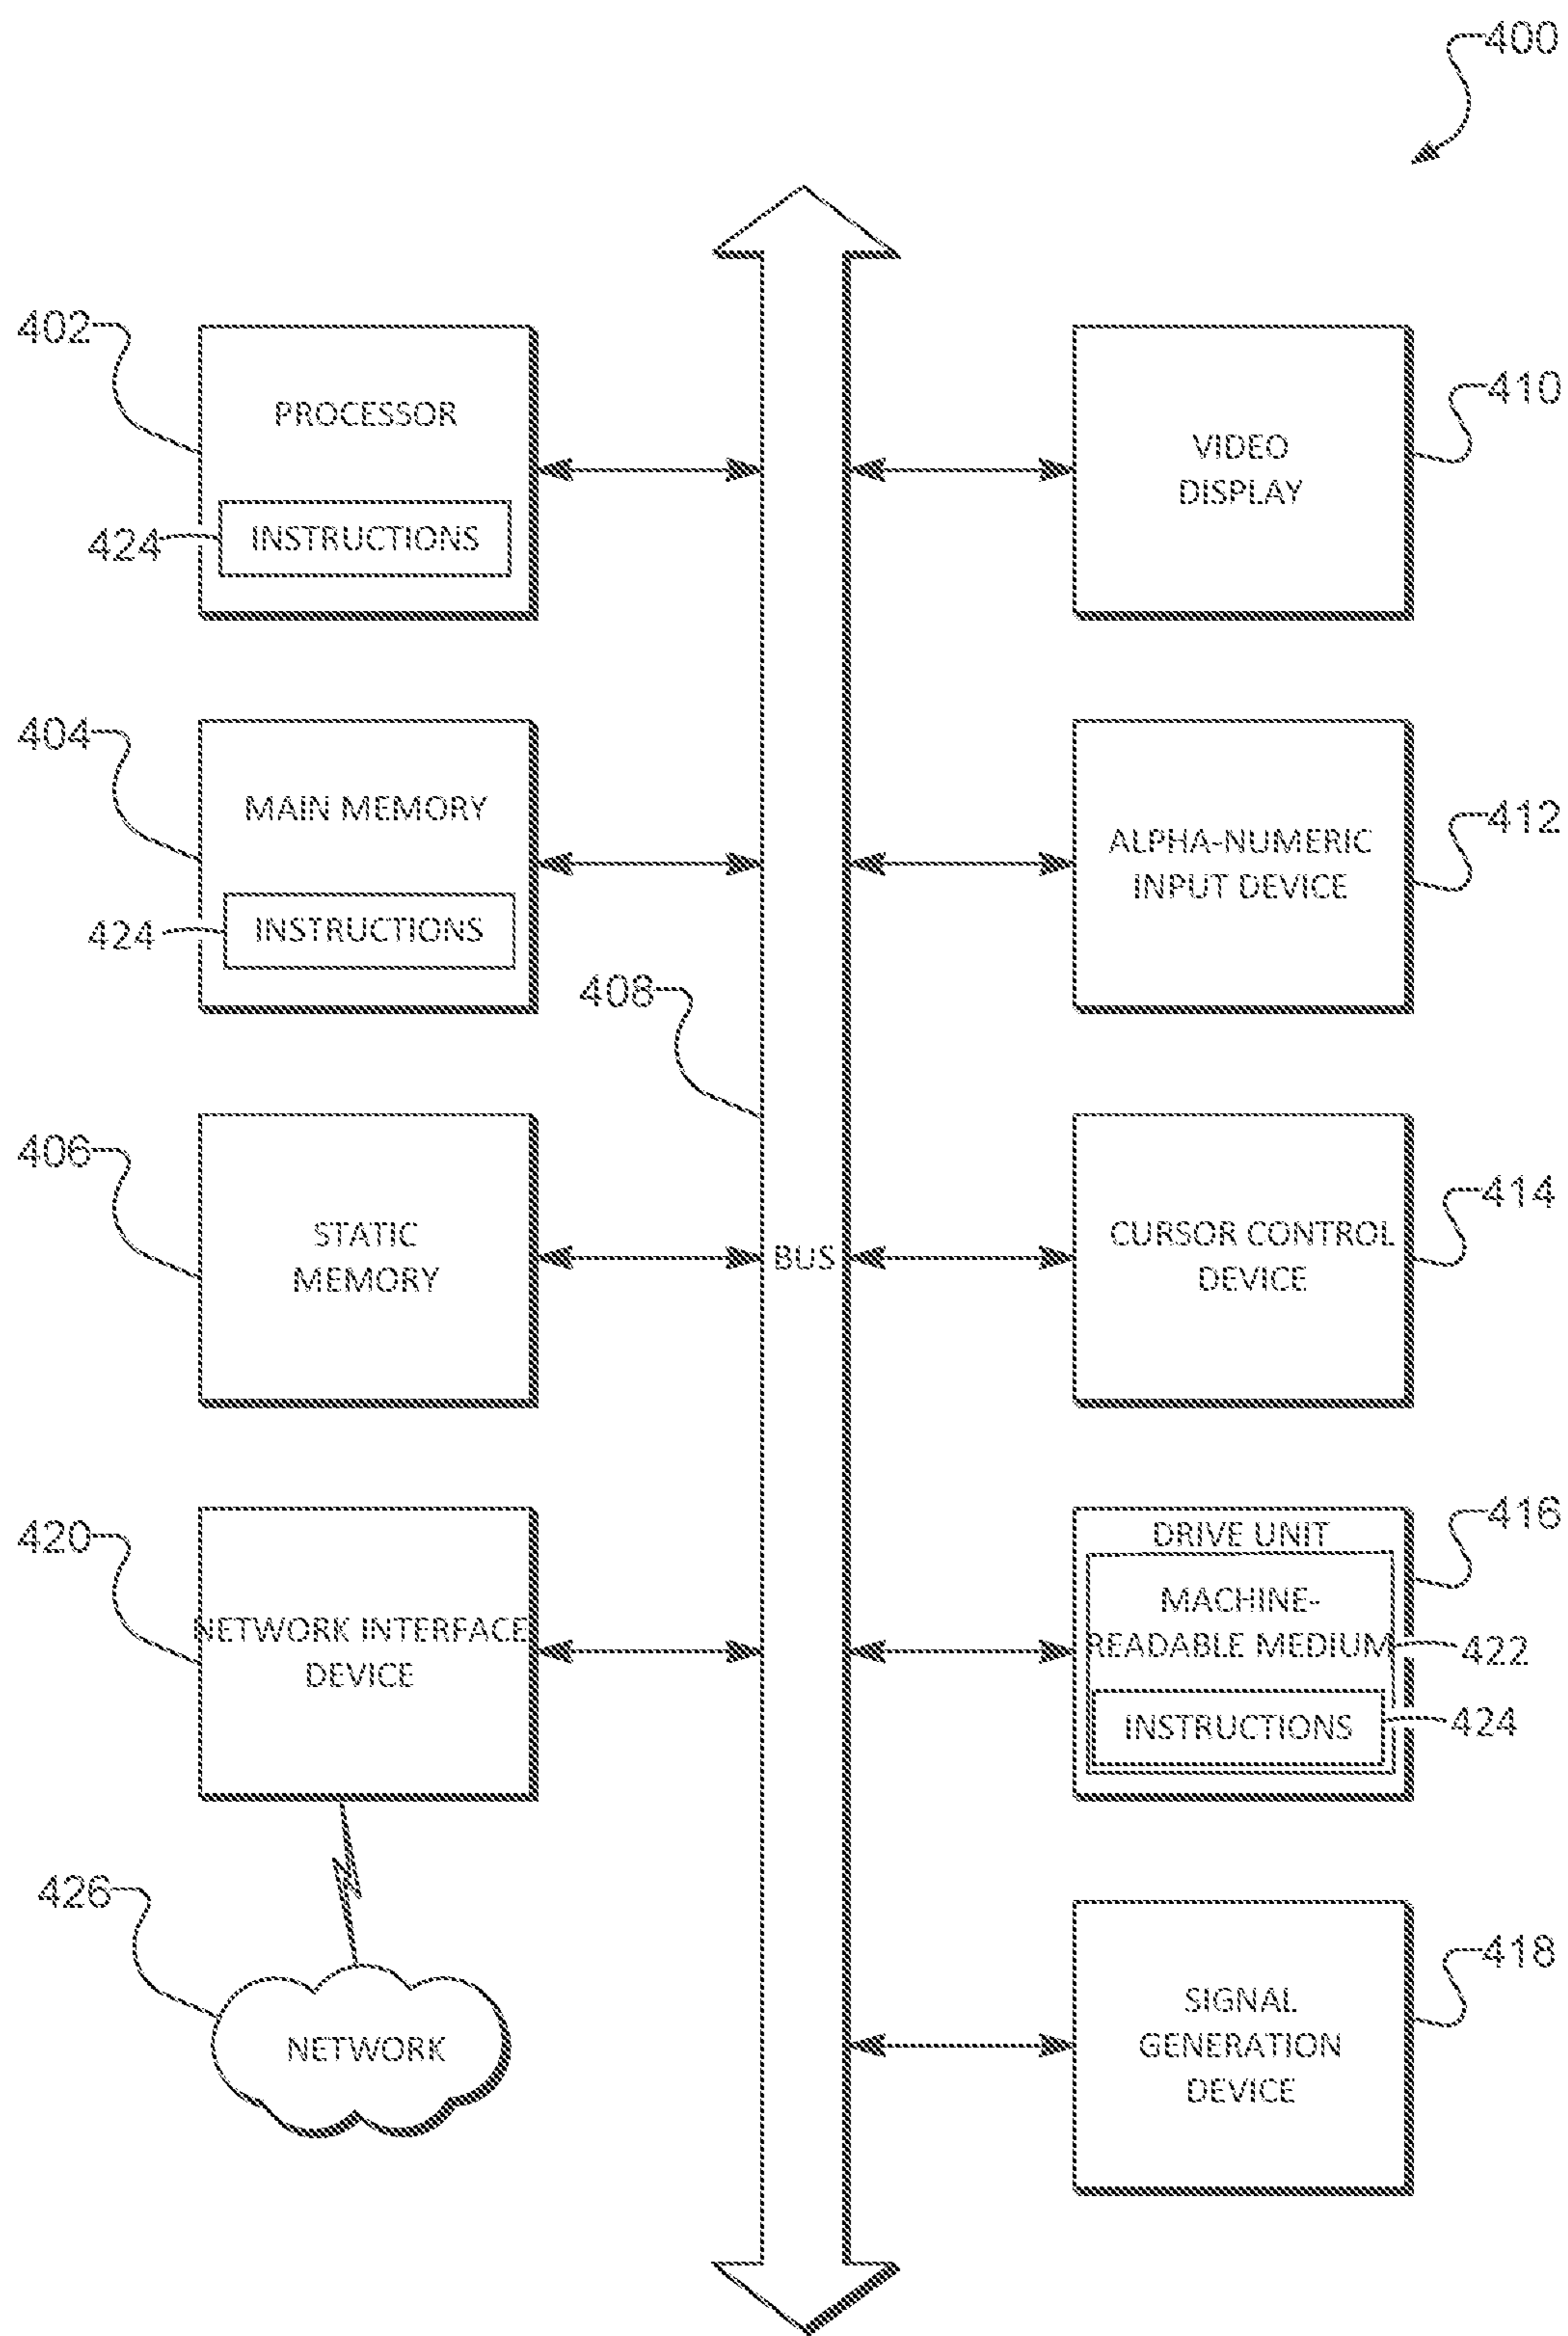 400
402
PROCESSOR
424
INSTRUCTIONS
410
VIDEO
DISPLAY
404
MAIN MEMORY
424
INSTRUCTIONS
412
ALPHA-NUMERIC
INPUT DEVICE
408
BUS
406
STATIC
MEMORY
414
CURSOR CONTROL
DEVICE
420
NETWORK INTERFACE
DEVICE
416
DRIVE UNIT
MACHINE-
READABLE MEDIUM
422
INSTRUCTIONS
424
426
NETWORK
418
SIGNAL
GENERATION
DEVICE